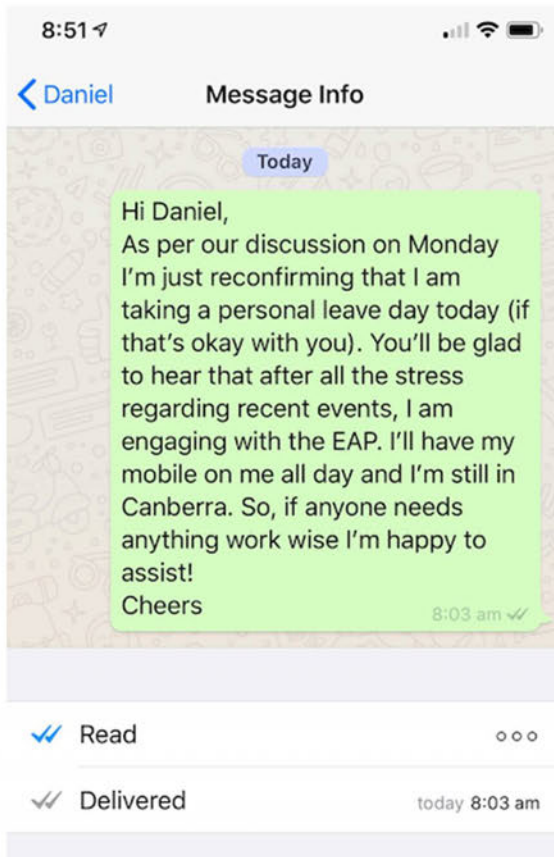 8:51
Daniel Message Info
Today
Hi Daniel,
As per our discussion on Monday
I'm just reconfirming that I am
taking a personal leave day today (if
that's okay with you). You'll be glad
to hear that after all the stress
regarding recent events, I am
engaging with the EAP. I'll have my
mobile on me all day and I'm still in
Canberra. So, if anyone needs
anything work wise I'm happy to
assist!
Cheers
8:03 am
Read
Delivered today 8:03 am